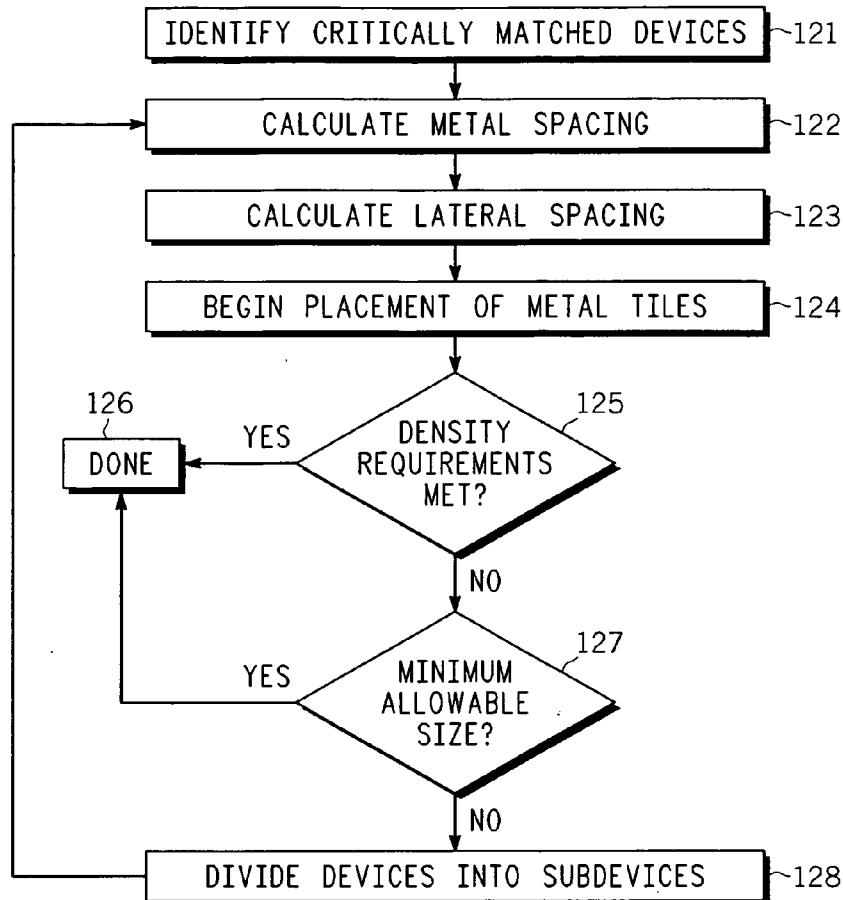 IDENTIFY CRITICALLY MATCHED DEVICES
121
CALCULATE METAL SPACING
122
CALCULATE LATERAL SPACING
123
BEGIN PLACEMENT OF METAL TILES
124
126
DONE
YES
125
DENSITY
REQUIREMENTS
MET?
NO
127
YES
MINIMUM
ALLOWABLE
SIZE?
NO
DIVIDE DEVICES INTO SUBDEVICES
128